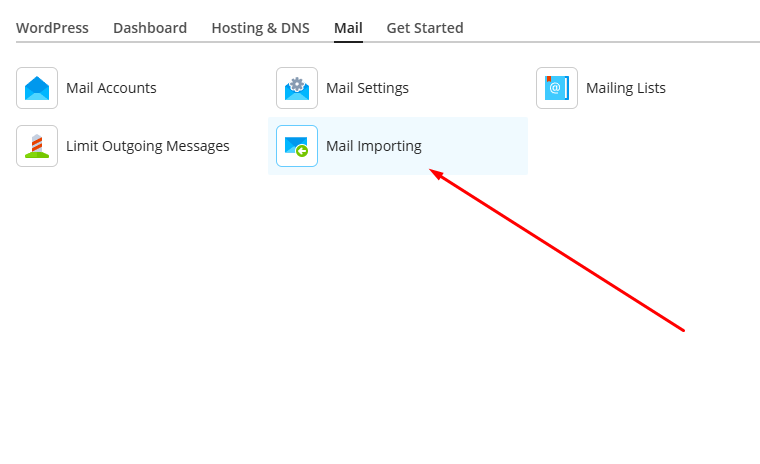 WordPress Dashboard Hosting & DNS Mail Get Started
Mail Accounts Mail Settings @ Mailing Lists
Limit Outgoing Messages Mail Importing